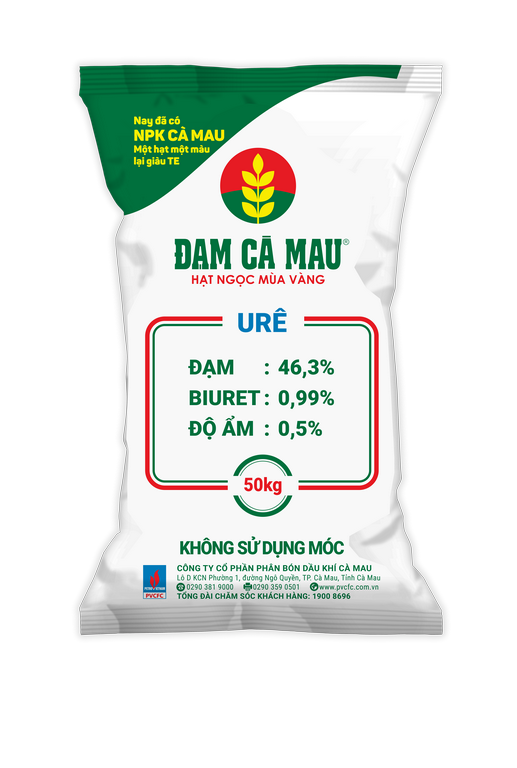 Nay đã có
NPK CÀ MAU
Một hạt một màu
lại giàu TE
ĐẠM CÀ MAU®
HẠT NGỌC MÙA VÀNG
URÊ
ĐẠM : 46,3%
BIURET : 0,99%
ĐỘ ẨM : 0,5%
50kg
KHÔNG SỬ DỤNG MÓC
CÔNG TY CỔ PHẦN PHÂN BÓN DẦU KHÍ CÀ MAU
Lô D KCN Phường 1, đường Ngô Quyền, TP. Cà Mau, Tỉnh Cà Mau
0290 381 9000 0290 359 0501 www.pvcfc.com.vn
PVCFC TỔNG ĐÀI CHĂM SÓC KHÁCH HÀNG: 1900 8696